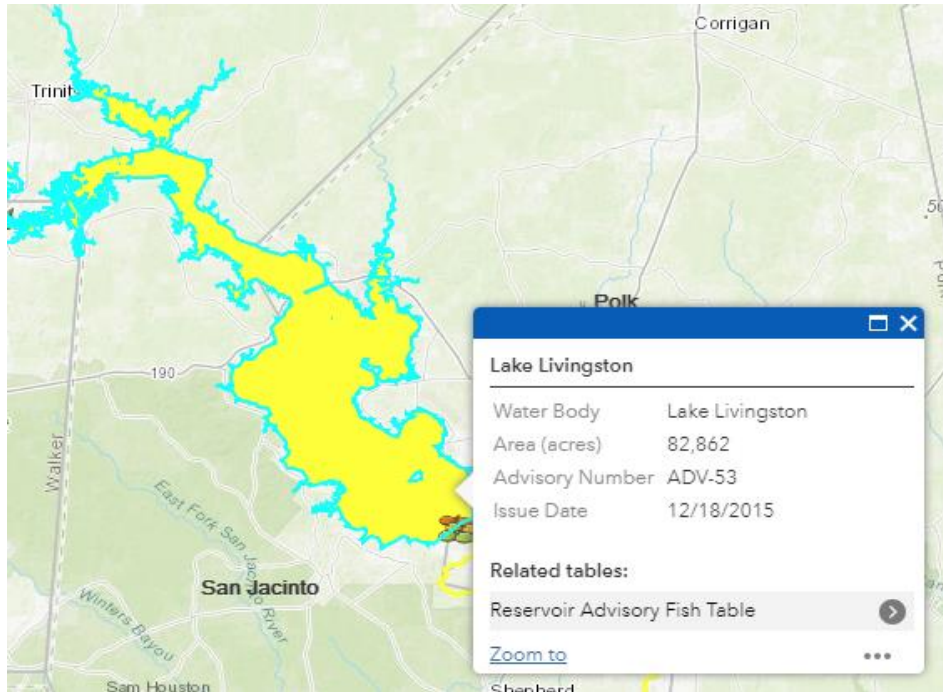 Corrigan
Trinit
Polk
190
Walker
East Fork San Jacinto River
San Jacinto
Winters Bayou
Sam Houston
Shepherd
Lake Livingston
Water Body Lake Livingston
Area (acres) 82,862
Advisory Number ADV-53
Issue Date 12/18/2015
Related tables:
Reservoir Advisory Fish Table
Zoom to